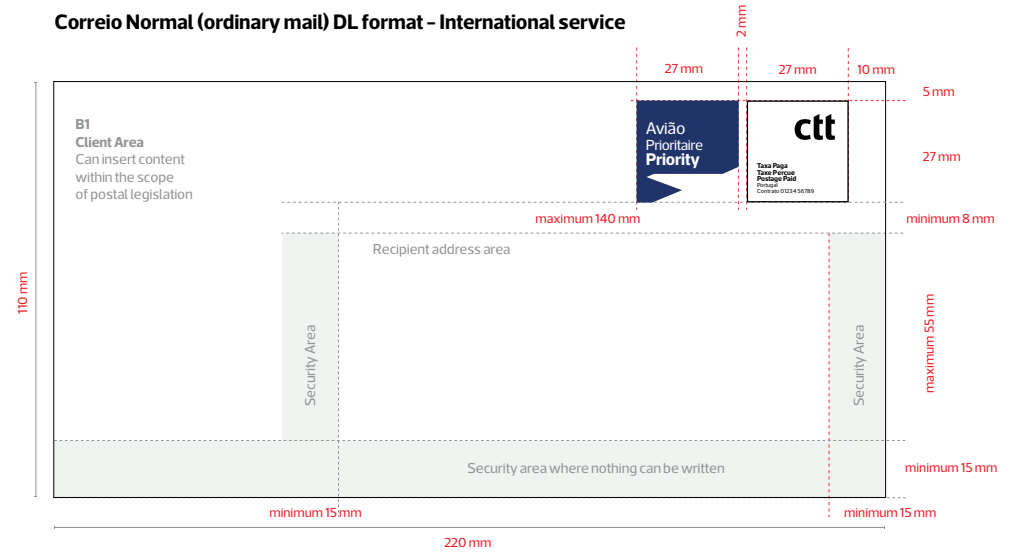 Correio Normal (ordinary mail) DL format - International service
2 mm
27 mm
27 mm
10 mm
5 mm
B1
Client Area
Can insert content
within the scope
of postal legislation
Avião
Prioritaire
Priority
ctt
Taxa Paga
Taxe Perçue
Postage Paid
Portugal
Contrato 0123456789
27 mm
maximum 140 mm
minimum 8 mm
Recipient address area
110 mm
Security Area
Security Area
maximum 55 mm
Security area where nothing can be written
minimum 15 mm
minimum 15 mm
minimum 15 mm
220 mm